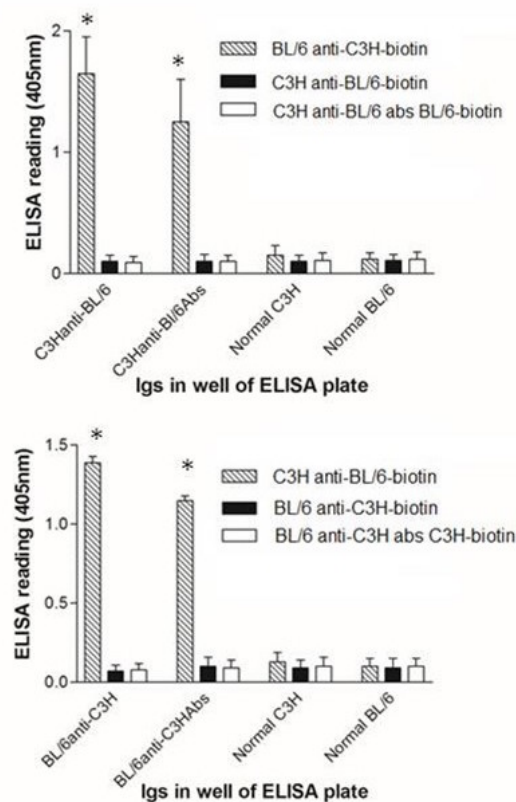 *
*
BL/6 anti-C3H-biotin
C3H anti-BL/6-biotin
C3H anti-BL/6 abs BL/6-biotin
ELISA reading (405nm)
2
1
0
C3Hanti-BL/6
C3Hanti-Bl/6Abs
Normal C3H
Normal BL/6
Igs in well of ELISA plate
*
*
C3H anti-BL/6-biotin
BL/6 anti-C3H-biotin
BL/6 anti-C3H abs C3H-biotin
ELISA reading (405nm)
1.5
1.0
0.5
0.0
BL/6anti-C3H
BL/6anti-C3HAbs
Normal C3H
Normal BL/6
Igs in well of ELISA plate